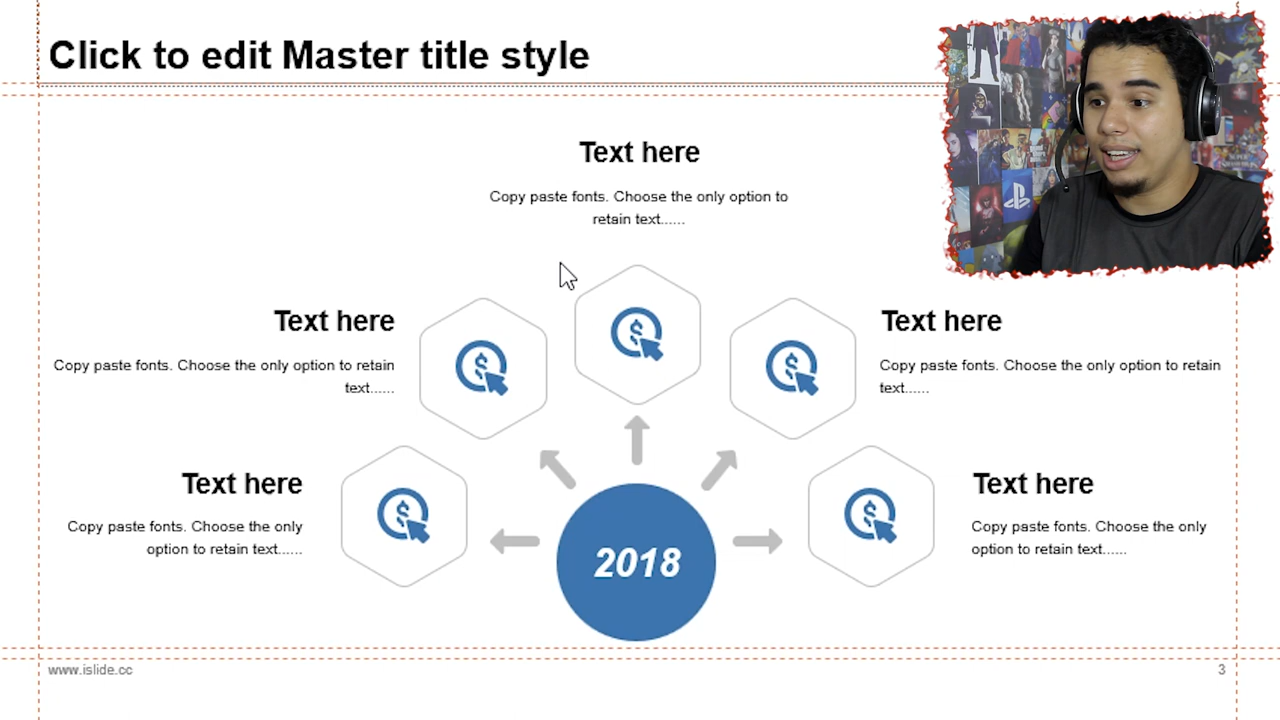 Click to edit Master title style
Text here
Copy paste fonts. Choose the only option to
retain text......
Text here
Copy paste fonts. Choose the only option to retain
text......
Text here
Copy paste fonts. Choose the only option to retain
text......
Text here
Copy paste fonts. Choose the only
option to retain text......
2018
Text here
Copy paste fonts. Choose the only
option to retain text......
www.islide.cc
3